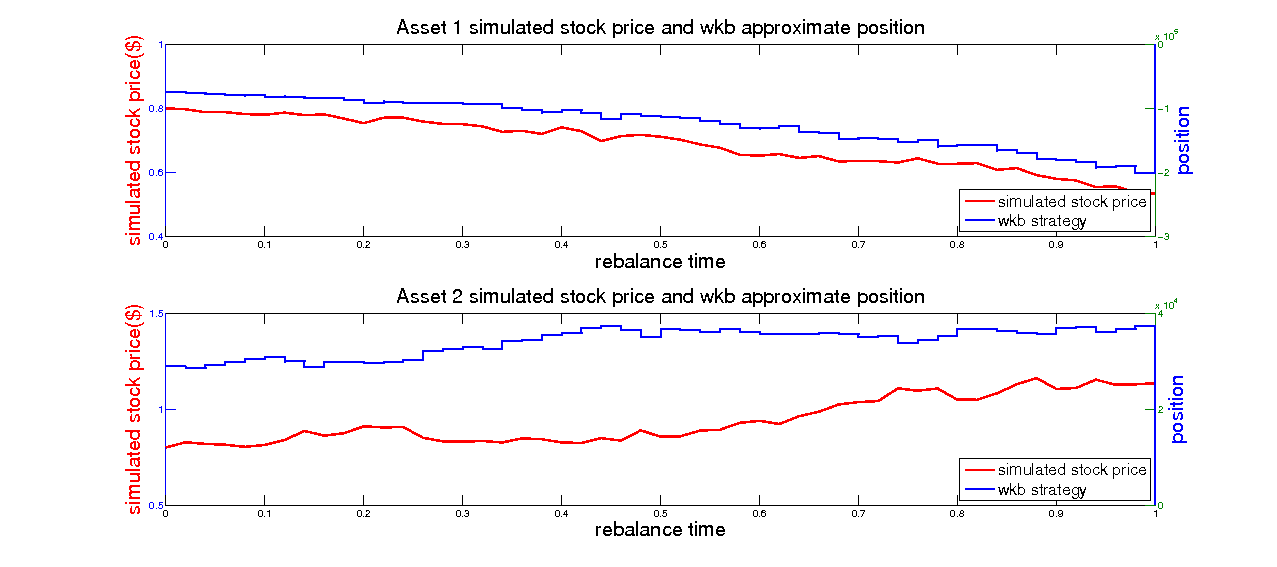 Asset 1 simulated stock price and wkb approximate position
x 10^5
simulated stock price($)
1
0.8
0.6
0.4
0
-1
-2
-3
position
simulated stock price
wkb strategy
0 0.1 0.2 0.3 0.4 0.5 0.6 0.7 0.8 0.9 1
rebalance time
Asset 2 simulated stock price and wkb approximate position
x 10^4
simulated stock price($)
1.5
1
0.5
4
2
0
position
simulated stock price
wkb strategy
0 0.1 0.2 0.3 0.4 0.5 0.6 0.7 0.8 0.9 1
rebalance time